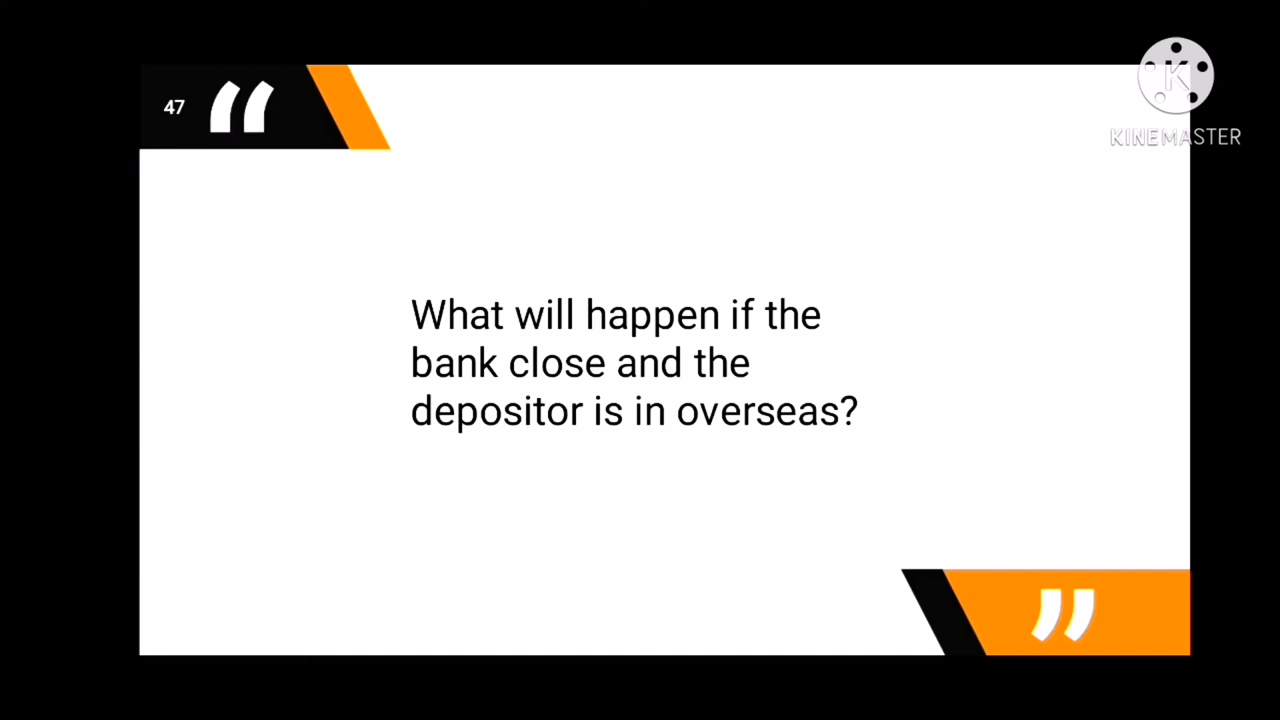 47 “
K
KINEMASTER
What will happen if the
bank close and the
depositor is in overseas?
”